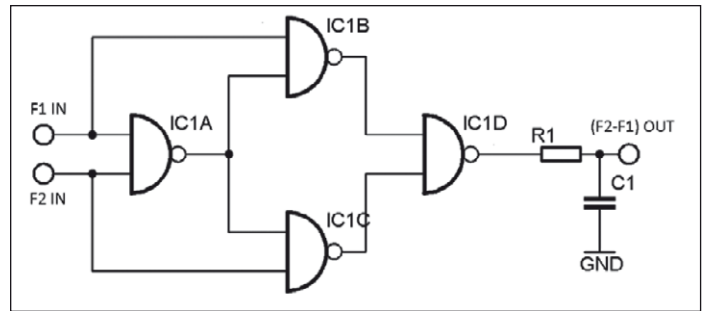 IC1B
F1 IN
IC1A
IC1D
R1
(F2-F1) OUT
F2 IN
C1
IC1C
GND